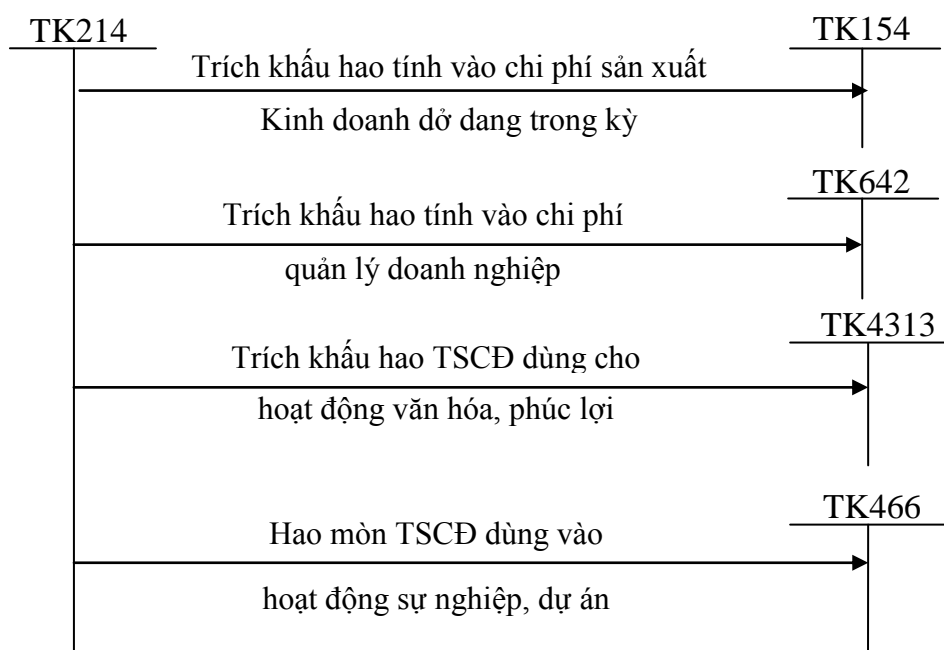 TK214
TK154
Trích khấu hao tính vào chi phí sản xuất
Kinh doanh dở dang trong kỳ
TK642
Trích khấu hao tính vào chi phí
quản lý doanh nghiệp
TK4313
Trích khấu hao TSCĐ dùng cho
hoạt động văn hóa, phúc lợi
TK466
Hao mòn TSCĐ dùng vào
hoạt động sự nghiệp, dự án